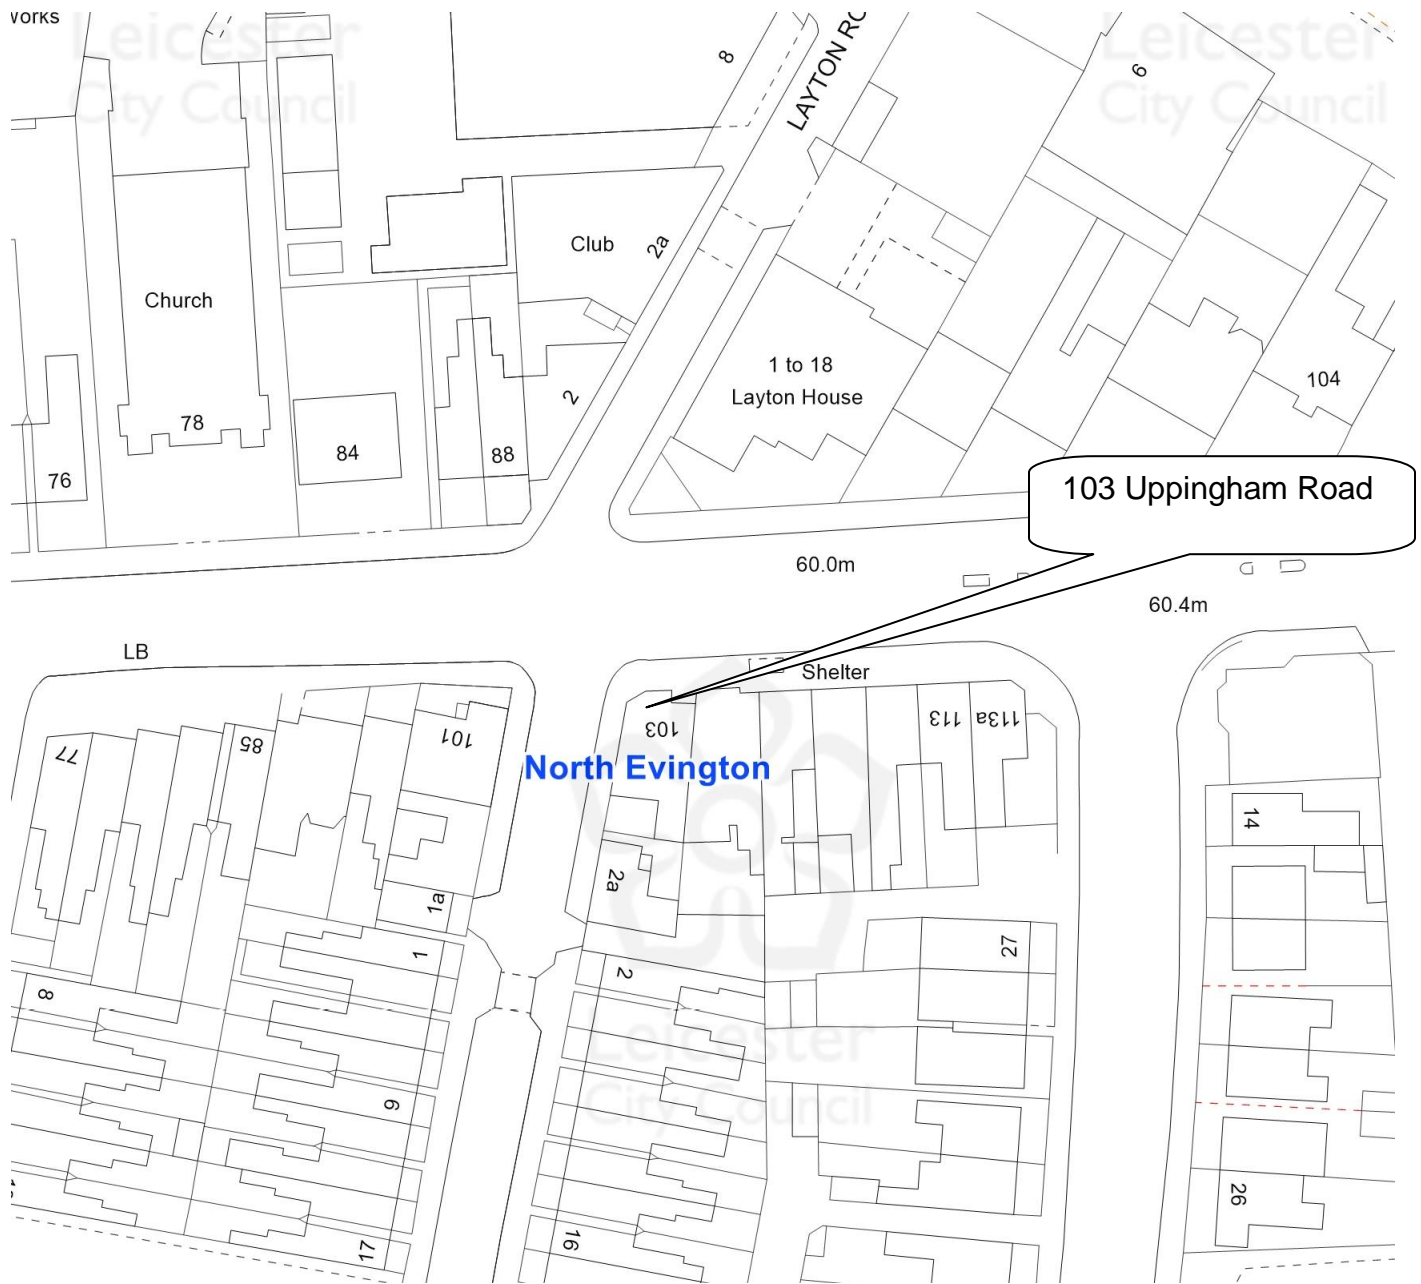 Leicester
City Council
Leicester
City Council
8
LAYTON RO
6
Club
2a
Church
1 to 18
Layton House
104
2
78
84
88
76
103 Uppingham Road
60.0m
60.4m
LB
Shelter
103
113
113a
101
85
77
North Evington
14
2a
1a
1
27
2
8
Leicester
City Council
9
26
17
16